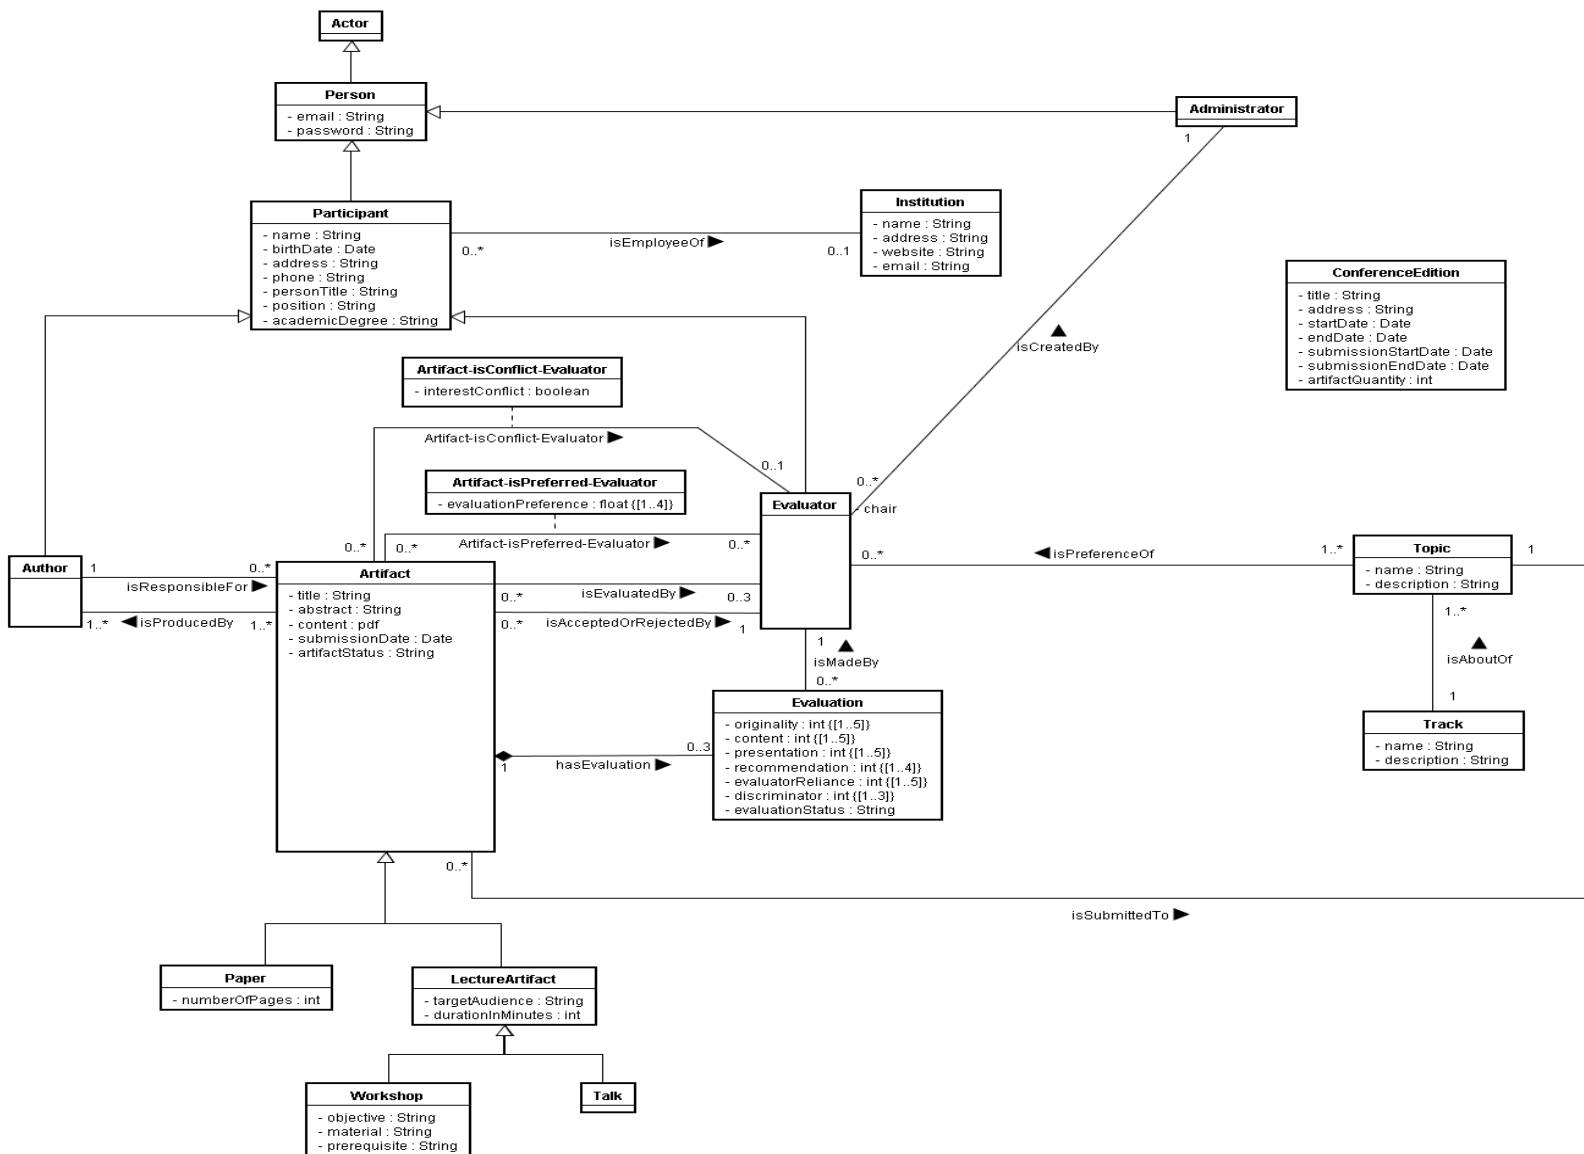 Actor
Person
- email : String
- password : String
Administrator
1
Participant
- name : String
- birthDate : Date
- address : String
- phone : String
- personTitle : String
- position : String
- academicDegree : String
0..*
isEmployeeOf ▶
0..1
Institution
- name : String
- address : String
- website : String
- email : String
ConferenceEdition
- title : String
- address : String
- startDate : Date
- endDate : Date
- submissionStartDate : Date
- submissionEndDate : Date
- artifactQuantity : int
▲
isCreatedBy
Artifact-isConflict-Evaluator
- interestConflict : boolean
Artifact-isConflict-Evaluator ▶
0..1
Artifact-isPreferred-Evaluator
- evaluationPreference : float {[1..4]}
0..*
0..*
Artifact-isPreferred-Evaluator ▶
0..*
Evaluator
0..*
- chair
0..*
◀ isPreferenceOf
1..*
Topic
- name : String
- description : String
1
Author
1
0..*
isResponsibleFor ▶
1..*
◀ isProducedBy
1..*
Artifact
- title : String
- abstract : String
- content : pdf
- submissionDate : Date
- artifactStatus : String
0..*
isEvaluatedBy ▶
0..3
0..*
isAcceptedOrRejectedBy ▶
1
1
▲
isMadeBy
0..*
1..*
▲
isAboutOf
1
Track
- name : String
- description : String
Evaluation
- originality : int {[1..5]}
- content : int {[1..5]}
- presentation : int {[1..5]}
- recommendation : int {[1..4]}
- evaluatorReliance : int {[1..5]}
- discriminator : int {[1..3]}
- evaluationStatus : String
1
hasEvaluation ▶
0..3
0..*
isSubmittedTo ▶
Paper
- numberOfPages : int
LectureArtifact
- targetAudience : String
- durationInMinutes : int
Workshop
- objective : String
- material : String
- prerequisite : String
Talk